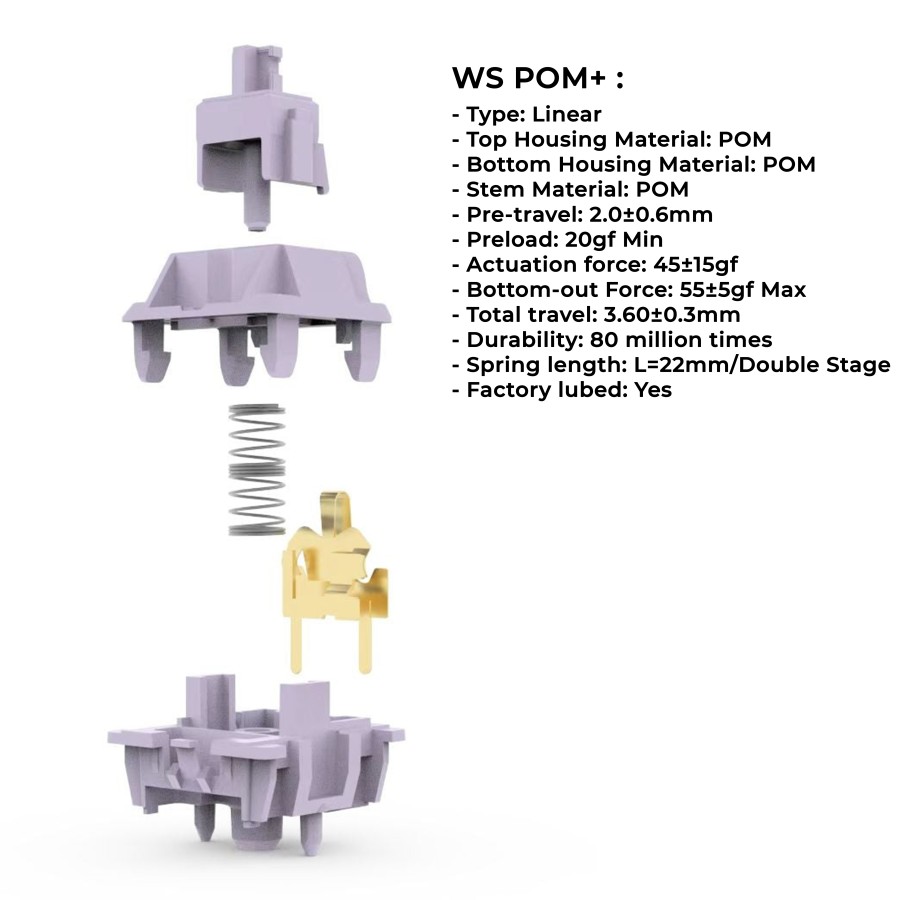 WS POM+ :
- Type: Linear
- Top Housing Material: POM
- Bottom Housing Material: POM
- Stem Material: POM
- Pre-travel: 2.0±0.6mm
- Preload: 20gf Min
- Actuation force: 45±15gf
- Bottom-out Force: 55±5gf Max
- Total travel: 3.60±0.3mm
- Durability: 80 million times
- Spring length: L=22mm/Double Stage
- Factory lubed: Yes